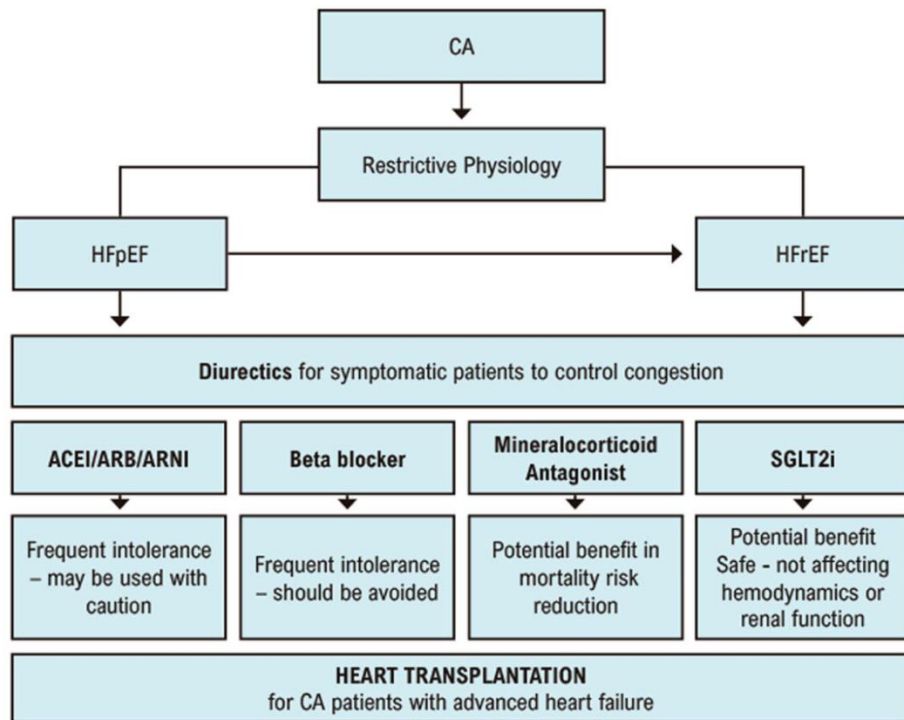 CA
Restrictive Physiology
HFpEF
HFrEF
Diurectics for symptomatic patients to control congestion
ACEI/ARB/ARNI
Beta blocker
Mineralocorticoid
Antagonist
SGLT2i
Frequent intolerance
– may be used with
caution
Frequent intolerance
– should be avoided
Potential benefit in
mortality risk
reduction
Potential benefit
Safe - not affecting
hemodynamics or
renal function
HEART TRANSPLANTATION
for CA patients with advanced heart failure